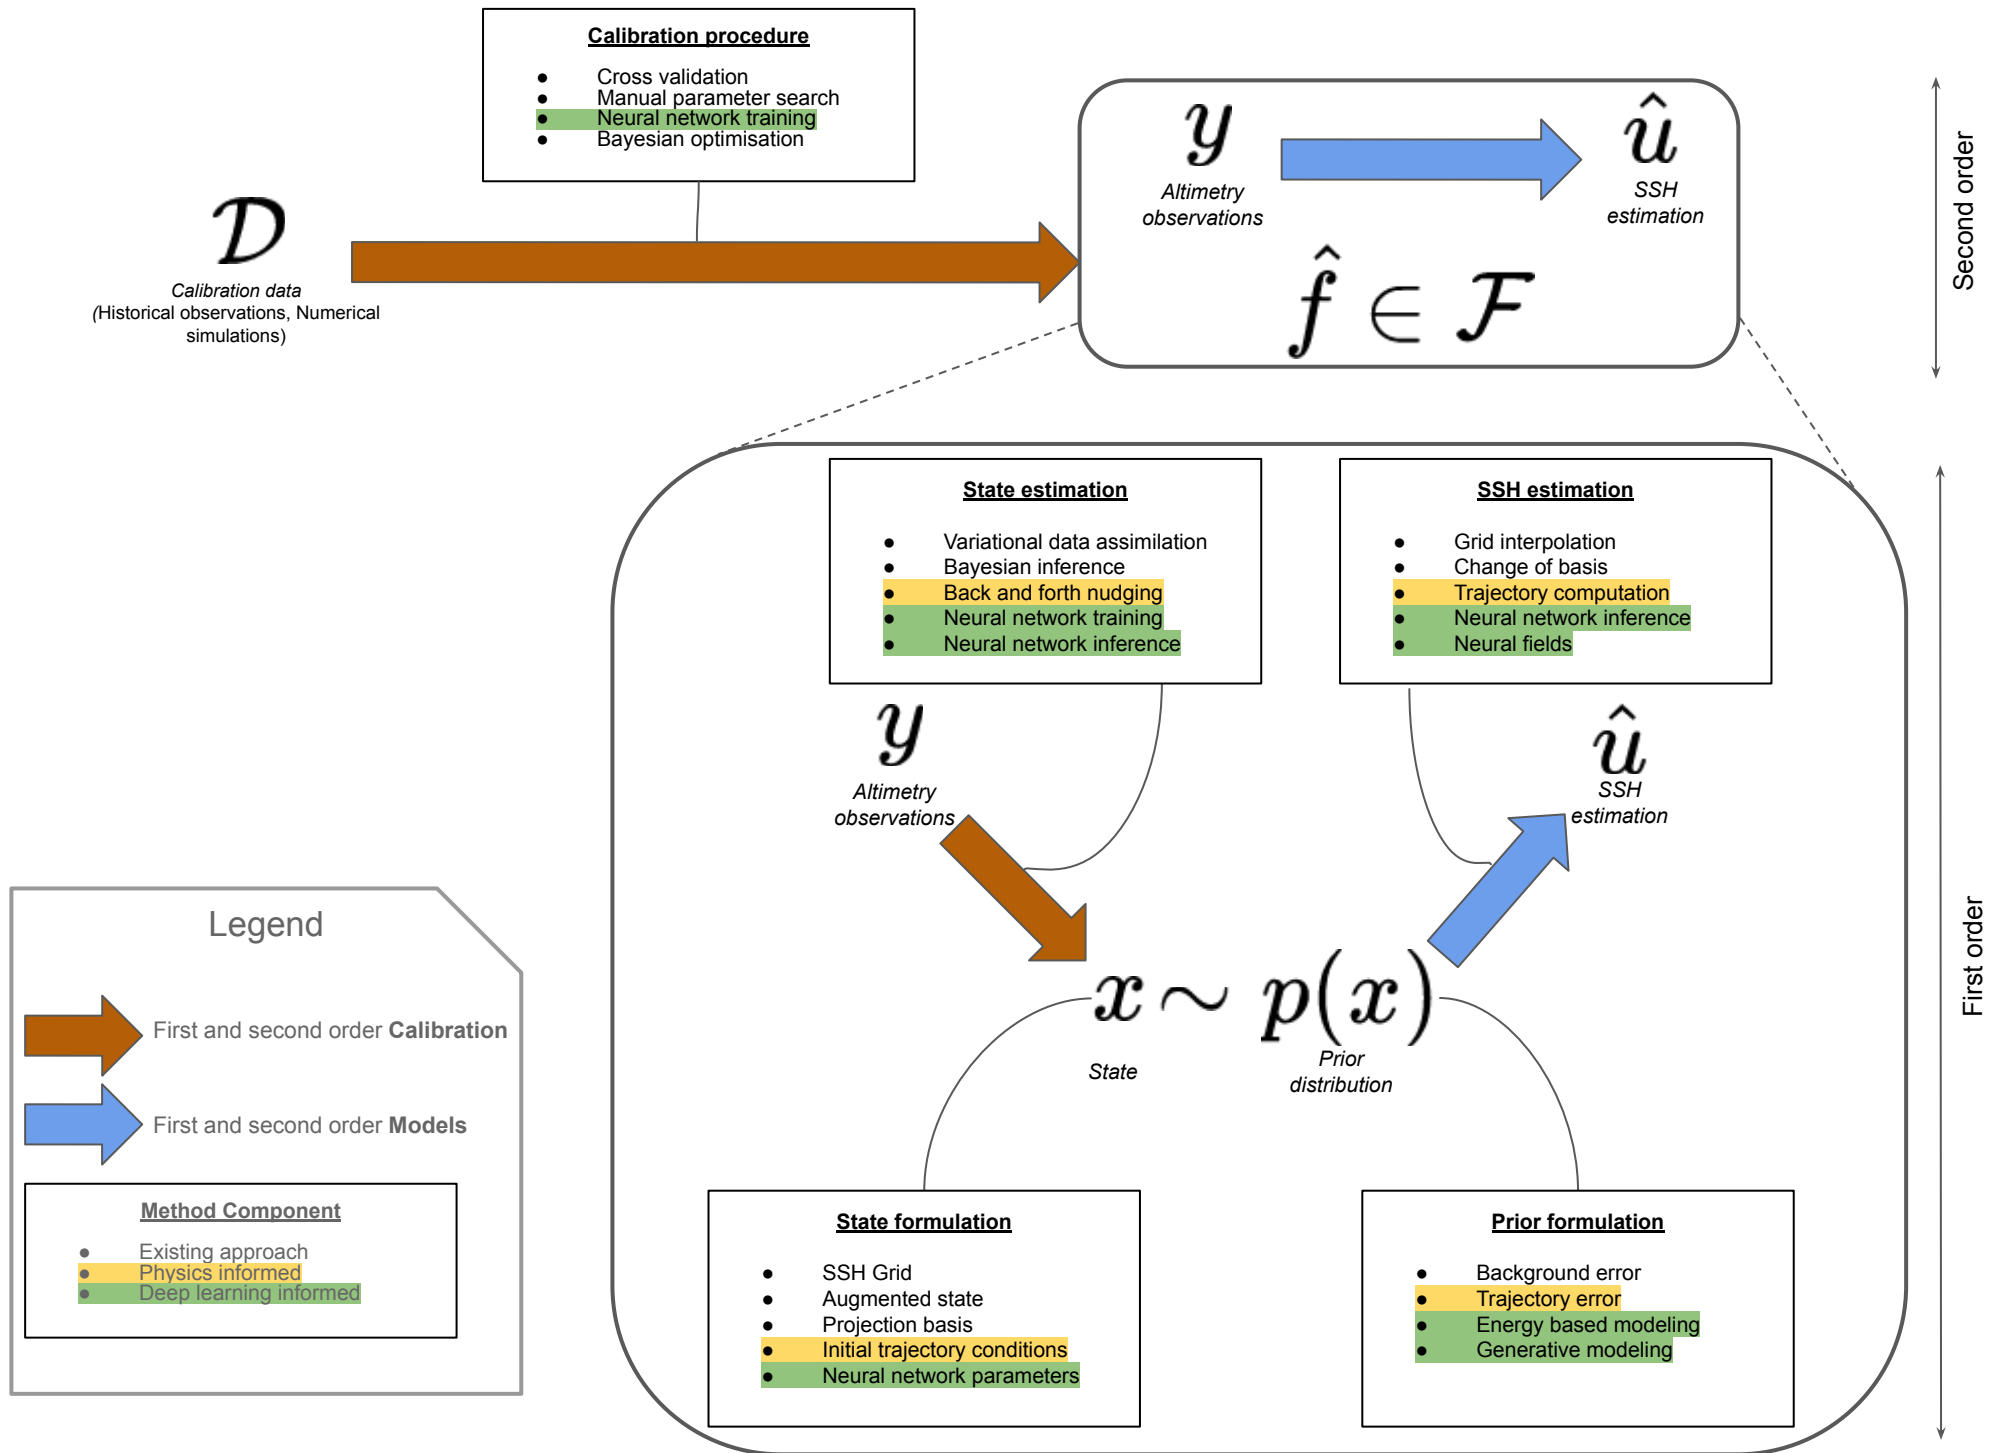 Calibration procedure
● Cross validation
● Manual parameter search
● Neural network training
● Bayesian optimisation
𝒟
Calibration data
(Historical observations, Numerical
simulations)
y
Altimetry
observations
û
SSH
estimation
f̂ ∈ ℱ
Second order
State estimation
● Variational data assimilation
● Bayesian inference
● Back and forth nudging
● Neural network training
● Neural network inference
SSH estimation
● Grid interpolation
● Change of basis
● Trajectory computation
● Neural network inference
● Neural fields
y
Altimetry
observations
û
SSH
estimation
x ∼ p(x)
State
Prior
distribution
First order
State formulation
● SSH Grid
● Augmented state
● Projection basis
● Initial trajectory conditions
● Neural network parameters
Prior formulation
● Background error
● Trajectory error
● Energy based modeling
● Generative modeling
Legend
First and second order Calibration
First and second order Models
Method Component
● Existing approach
● Physics informed
● Deep learning informed